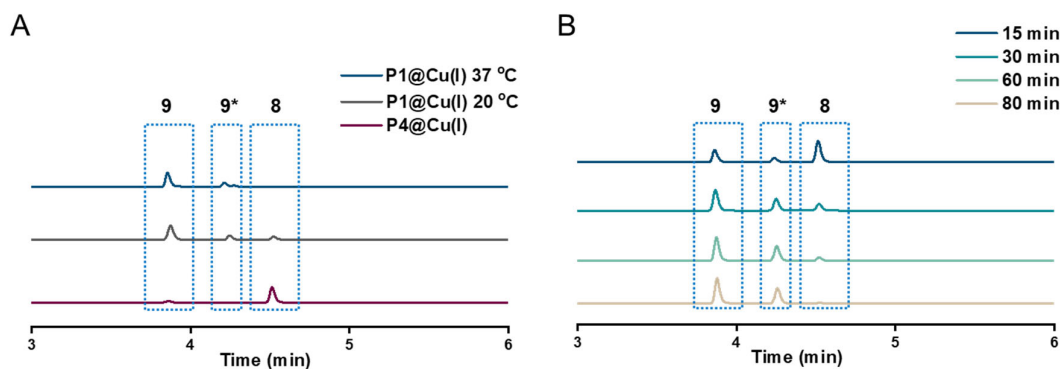 A
P1@Cu(I) 37 °C
P1@Cu(I) 20 °C
P4@Cu(I)
9 9* 8
3 4 5 6
Time (min)
B
15 min
30 min
60 min
80 min
9 9* 8
3 4 5 6
Time (min)